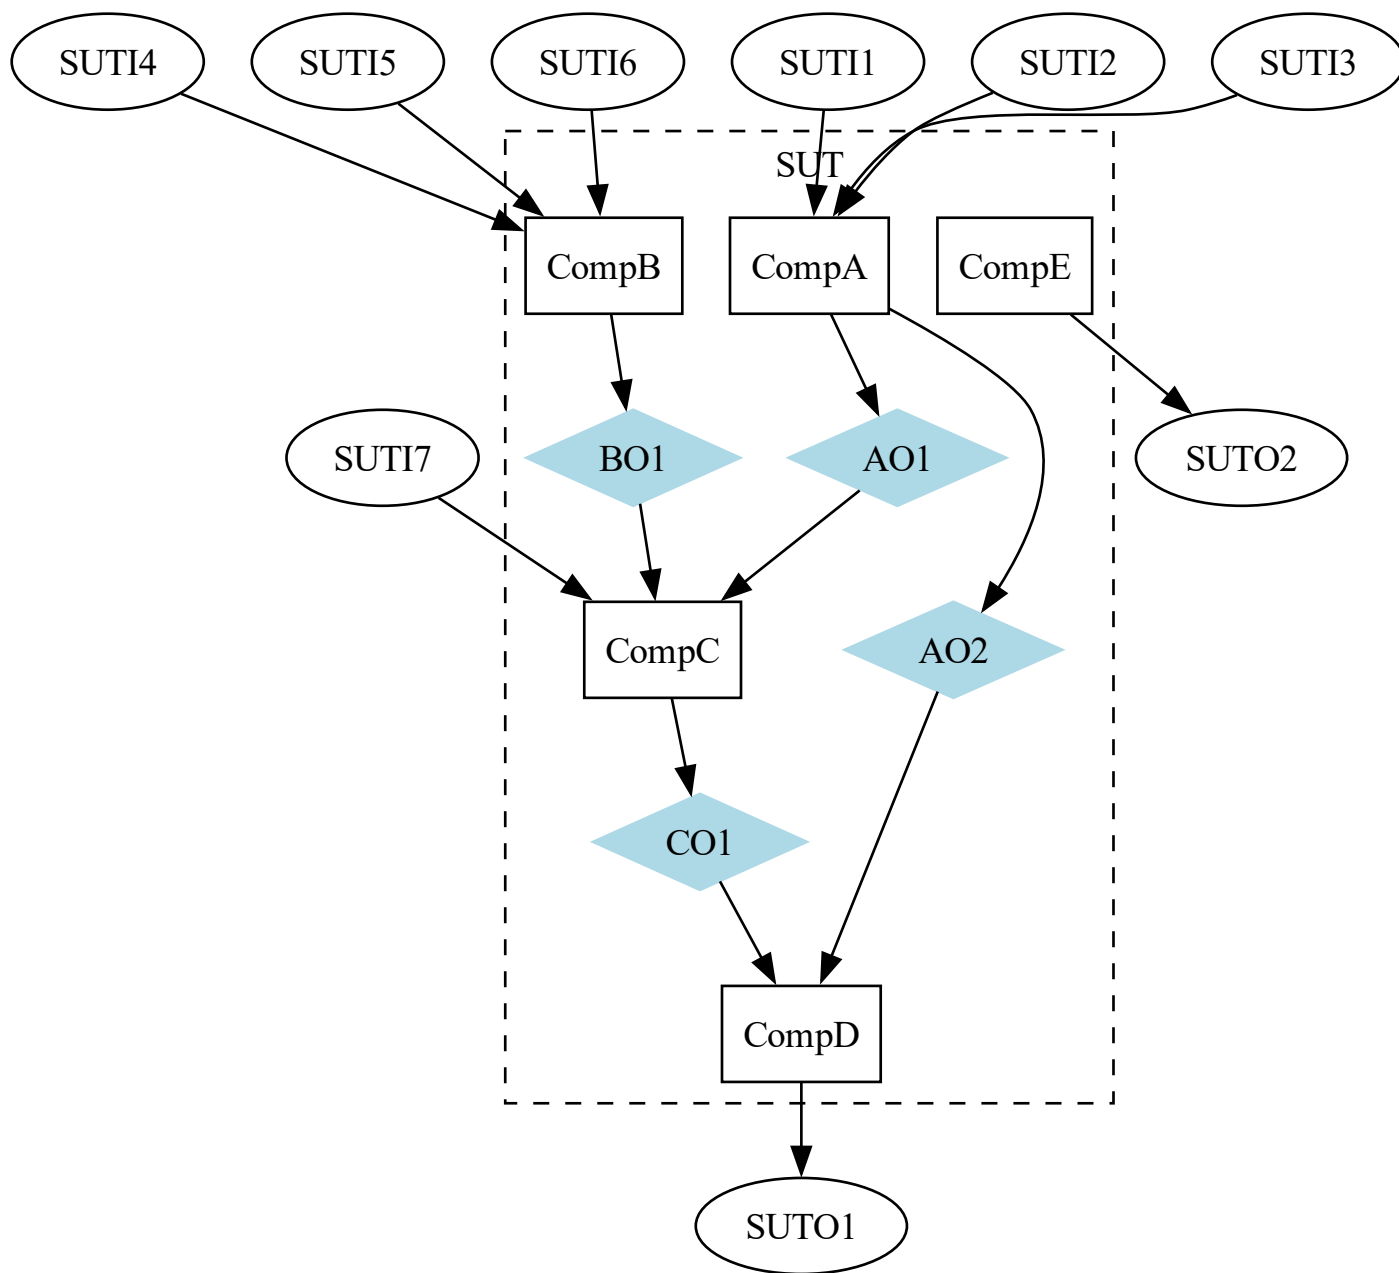 SUTI4
SUTI5
SUTI6
SUTI1
SUTI2
SUTI3
SUT
CompB
CompA
CompE
SUTI7
BO1
AO1
SUTO2
CompC
AO2
CO1
CompD
SUTO1